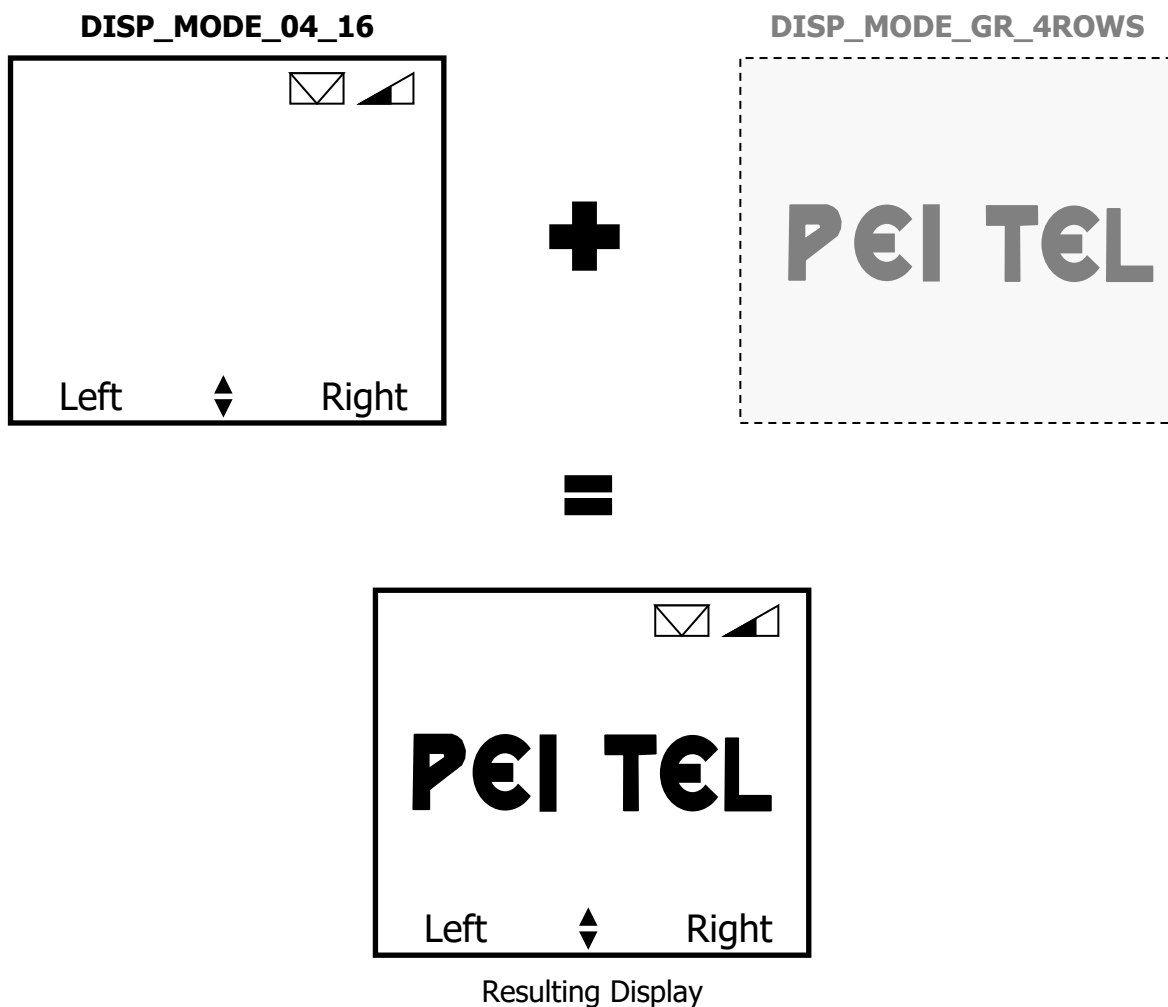 DISP_MODE_04_16
DISP_MODE_GR_4ROWS
PEI TEL
Left Right
PEI TEL
Left Right
Resulting Display